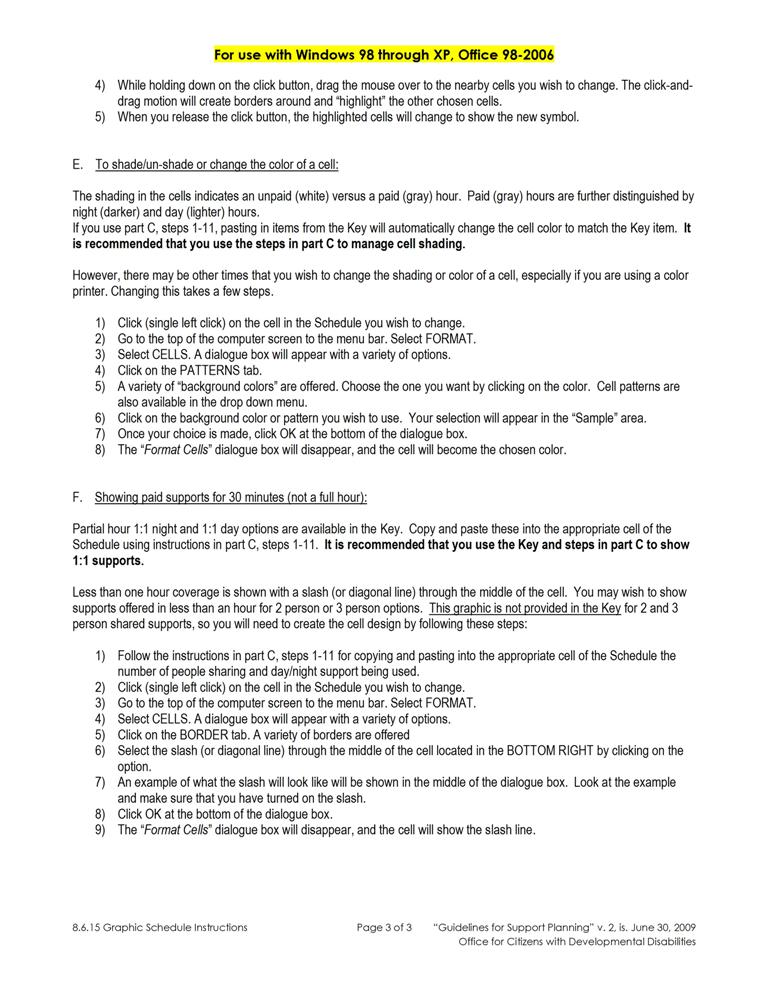 For use with Windows 98 through XP, Office 98-2006
4) While holding down on the click button, drag the mouse over to the nearby cells you wish to change. The click-and-
drag motion will create borders around and “highlight” the other chosen cells.
5) When you release the click button, the highlighted cells will change to show the new symbol.
E. To shade/un-shade or change the color of a cell:
The shading in the cells indicates an unpaid (white) versus a paid (gray) hour. Paid (gray) hours are further distinguished by
night (darker) and day (lighter) hours.
If you use part C, steps 1-11, pasting in items from the Key will automatically change the cell color to match the Key item. It
is recommended that you use the steps in part C to manage cell shading.
However, there may be other times that you wish to change the shading or color of a cell, especially if you are using a color
printer. Changing this takes a few steps.
1) Click (single left click) on the cell in the Schedule you wish to change.
2) Go to the top of the computer screen to the menu bar. Select FORMAT.
3) Select CELLS. A dialogue box will appear with a variety of options.
4) Click on the PATTERNS tab.
5) A variety of “background colors” are offered. Choose the one you want by clicking on the color. Cell patterns are
also available in the drop down menu.
6) Click on the background color or pattern you wish to use. Your selection will appear in the “Sample” area.
7) Once your choice is made, click OK at the bottom of the dialogue box.
8) The “Format Cells” dialogue box will disappear, and the cell will become the chosen color.
F. Showing paid supports for 30 minutes (not a full hour):
Partial hour 1:1 night and 1:1 day options are available in the Key. Copy and paste these into the appropriate cell of the
Schedule using instructions in part C, steps 1-11. It is recommended that you use the Key and steps in part C to show
1:1 supports.
Less than one hour coverage is shown with a slash (or diagonal line) through the middle of the cell. You may wish to show
supports offered in less than an hour for 2 person or 3 person options. This graphic is not provided in the Key for 2 and 3
person shared supports, so you will need to create the cell design by following these steps:
1) Follow the instructions in part C, steps 1-11 for copying and pasting into the appropriate cell of the Schedule the
number of people sharing and day/night support being used.
2) Click (single left click) on the cell in the Schedule you wish to change.
3) Go to the top of the computer screen to the menu bar. Select FORMAT.
4) Select CELLS. A dialogue box will appear with a variety of options.
5) Click on the BORDER tab. A variety of borders are offered
6) Select the slash (or diagonal line) through the middle of the cell located in the BOTTOM RIGHT by clicking on the
option.
7) An example of what the slash will look like will be shown in the middle of the dialogue box. Look at the example
and make sure that you have turned on the slash.
8) Click OK at the bottom of the dialogue box.
9) The “Format Cells” dialogue box will disappear, and the cell will show the slash line.
8.6.15 Graphic Schedule Instructions Page 3 of 3 “Guidelines for Support Planning” v. 2, is. June 30, 2009
Office for Citizens with Developmental Disabilities